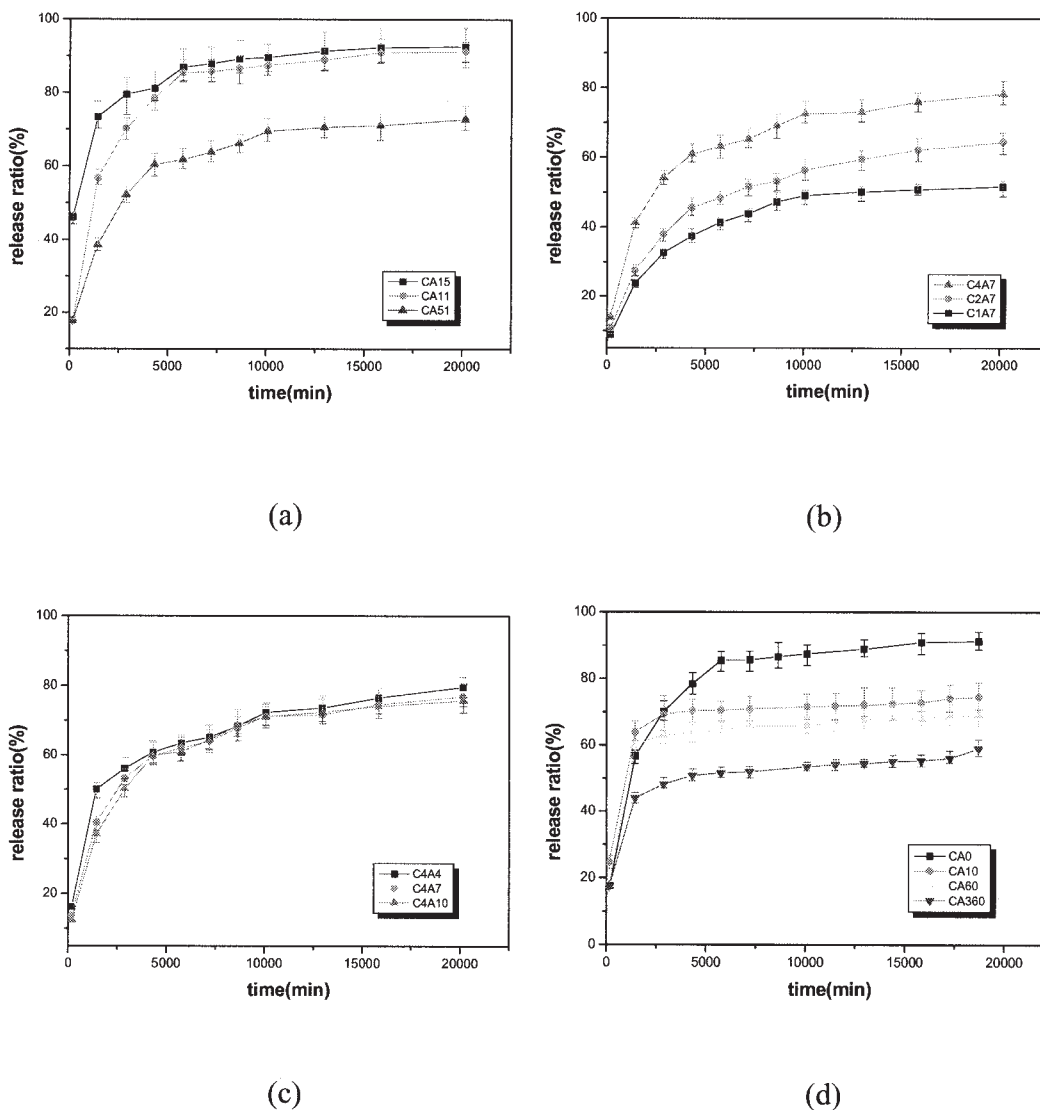 100
80
60
40
20
release ratio(%)
CA15
CA11
CA51
0 5000 10000 15000 20000
time(min)
(a)
100
80
60
40
20
release ratio(%)
C4A7
C2A7
C1A7
0 5000 10000 15000 20000
time(min)
(b)
100
80
60
40
20
release ratio(%)
C4A4
C4A7
C4A10
0 5000 10000 15000 20000
time(min)
(c)
100
80
60
40
20
0
release ratio(%)
CA0
CA10
CA60
CA360
0 5000 10000 15000 20000
time(min)
(d)